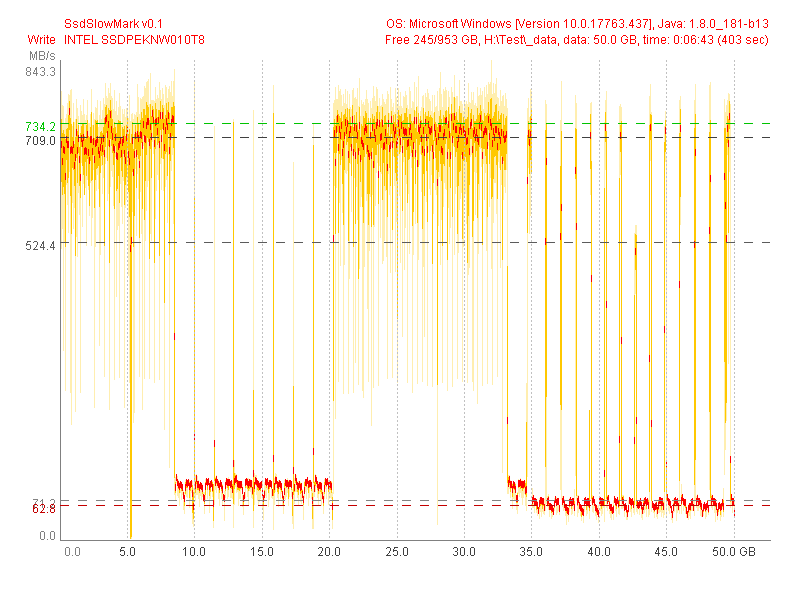 SsdSlowMark v0.1
OS: Microsoft Windows [Version 10.0.17763.437], Java: 1.8.0_181-b13
Write INTEL SSDPEKNW010T8
Free 245/953 GB, H:\Test\_data, data: 50.0 GB, time: 0:06:43 (403 sec)
MB/s
843.3
734.2
709.0
524.4
71.2
62.8
0.0
0.0 5.0 10.0 15.0 20.0 25.0 30.0 35.0 40.0 45.0 50.0 GB